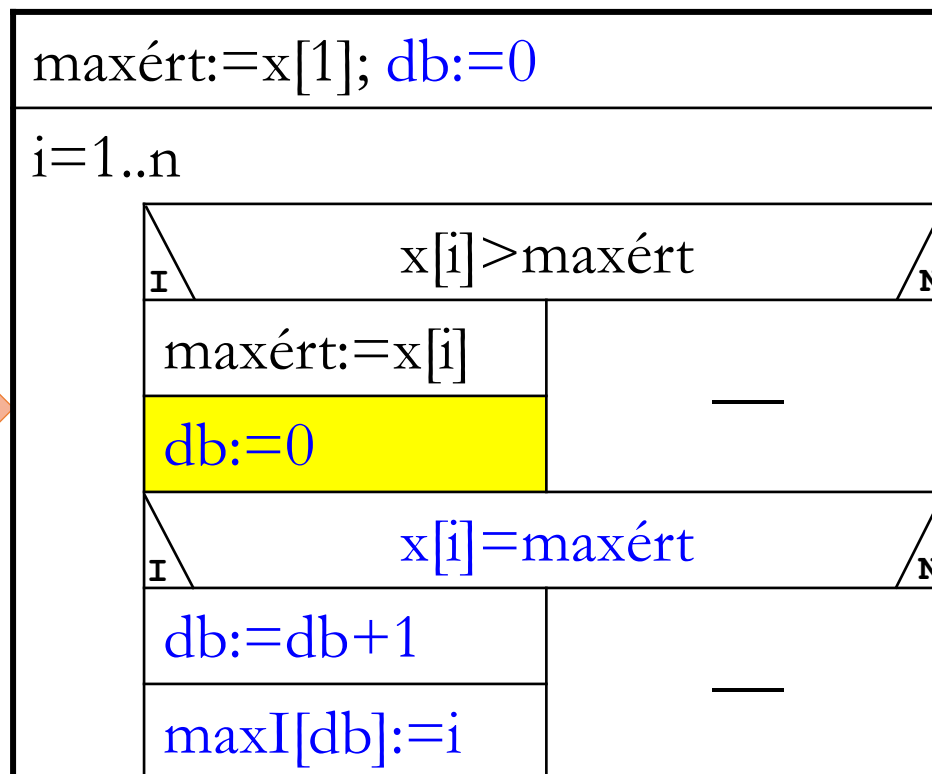 maxért:=x[1]; db:=0
i=1..n
x[i]>maxért
I N
maxért:=x[i]
db:=0
x[i]=maxért
I N
db:=db+1
maxI[db]:=i